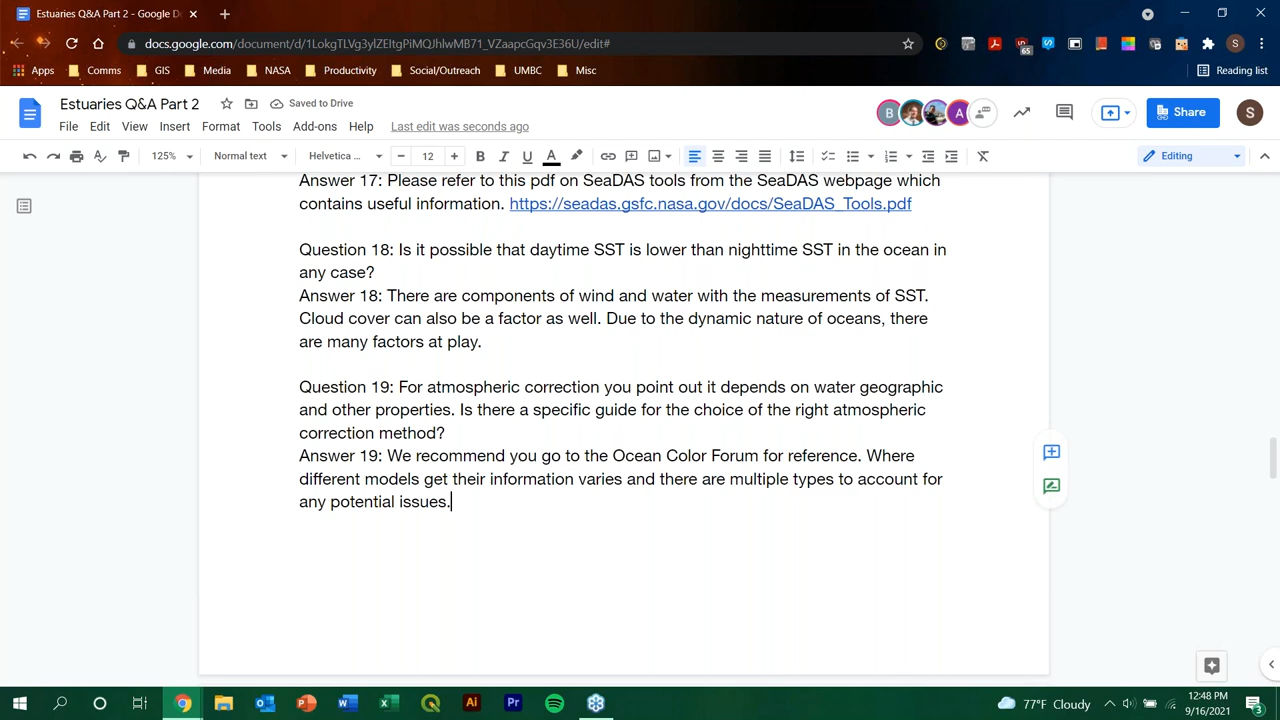 Estuaries Q&A Part 2 - Google D
docs.google.com/document/d/1LokgTLVg3ylZEItgPiMQJhlwMB71_VZaapcGqv3E36U/edit#
Apps Comms GIS Media NASA Productivity Social/Outreach UMBC Misc Reading list
Estuaries Q&A Part 2 Saved to Drive
File Edit View Insert Format Tools Add-ons Help Last edit was seconds ago
Share
125% Normal text Helvetica ... 12 Editing
Answer 17: Please refer to this pdf on SeaDAS tools from the SeaDAS webpage which
contains useful information. https://seadas.gsfc.nasa.gov/docs/SeaDAS_Tools.pdf
Question 18: Is it possible that daytime SST is lower than nighttime SST in the ocean in
any case?
Answer 18: There are components of wind and water with the measurements of SST.
Cloud cover can also be a factor as well. Due to the dynamic nature of oceans, there
are many factors at play.
Question 19: For atmospheric correction you point out it depends on water geographic
and other properties. Is there a specific guide for the choice of the right atmospheric
correction method?
Answer 19: We recommend you go to the Ocean Color Forum for reference. Where
different models get their information varies and there are multiple types to account for
any potential issues.
77°F Cloudy
12:48 PM
9/16/2021